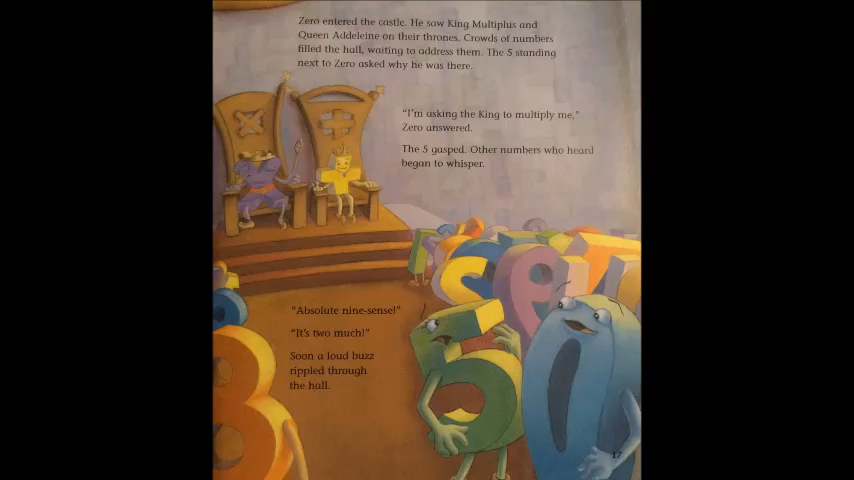 Zero entered the castle. He saw King Multiplus and
Queen Addeleine on their thrones. Crowds of numbers
filled the hall, waiting to address them. The 5 standing
next to Zero asked why he was there.
"I'm asking the King to multiply me,"
Zero answered.
The 5 gasped. Other numbers who heard
began to whisper.
"Absolute nine-sense!"
"It's two much!"
Soon a loud buzz
rippled through
the hall.
17